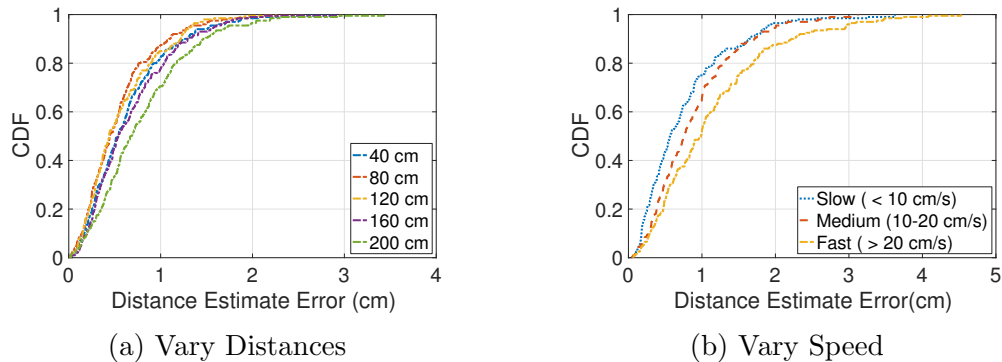 1
0.8
0.6
0.4
0.2
0
CDF
40 cm
80 cm
120 cm
160 cm
200 cm
0 1 2 3 4
Distance Estimate Error (cm)
(a) Vary Distances
1
0.8
0.6
0.4
0.2
0
CDF
Slow ( < 10 cm/s)
Medium (10-20 cm/s)
Fast ( > 20 cm/s)
0 1 2 3 4 5
Distance Estimate Error(cm)
(b) Vary Speed